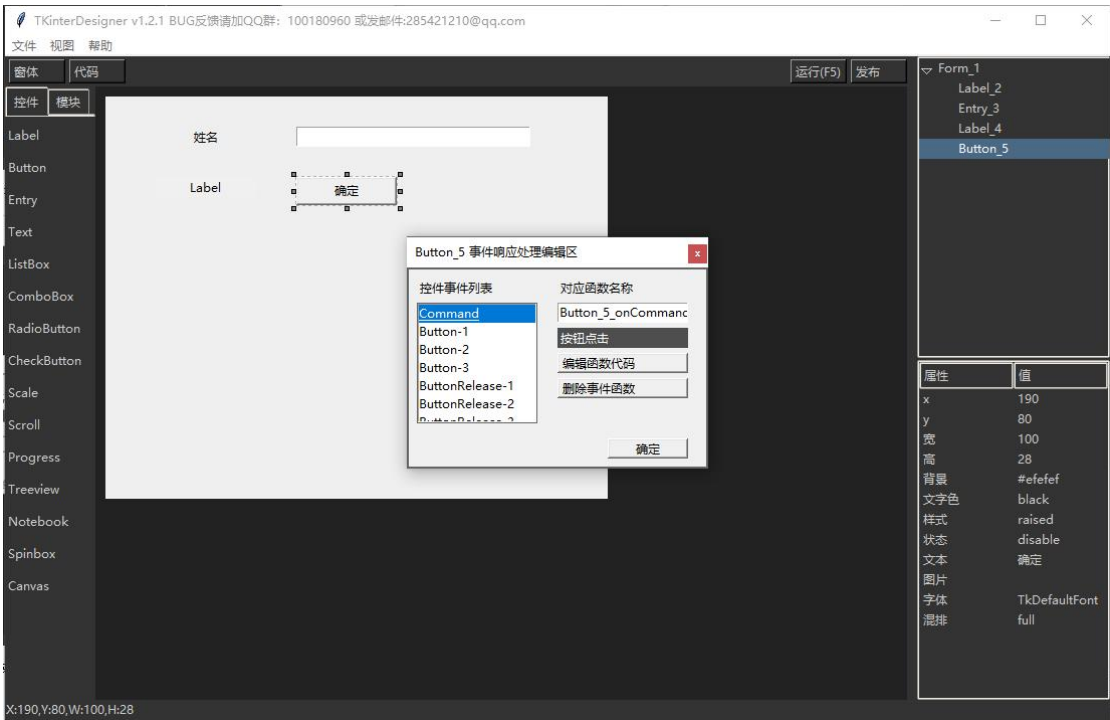 TKinterDesigner v1.2.1 BUG反馈请加QQ群：100180960 或发邮件:285421210@qq.com
文件 视图 帮助
窗体 代码 运行(F5) 发布
控件 模块
Label
Button
Entry
Text
ListBox
ComboBox
RadioButton
CheckButton
Scale
Scroll
Progress
Treeview
Notebook
Spinbox
Canvas
姓名
Label 确定
Button_5 事件响应处理编辑区 x
控件事件列表
Command
Button-1
Button-2
Button-3
ButtonRelease-1
ButtonRelease-2
对应函数名称
Button_5_onCommand
按钮点击
编辑函数代码
删除事件函数
确定
Form_1
Label_2
Entry_3
Label_4
Button_5
属性 值
x 190
y 80
宽 100
高 28
背景 #efefef
文字色 black
样式 raised
状态 disable
文本 确定
图片
字体 TkDefaultFont
混排 full
X:190,Y:80,W:100,H:28